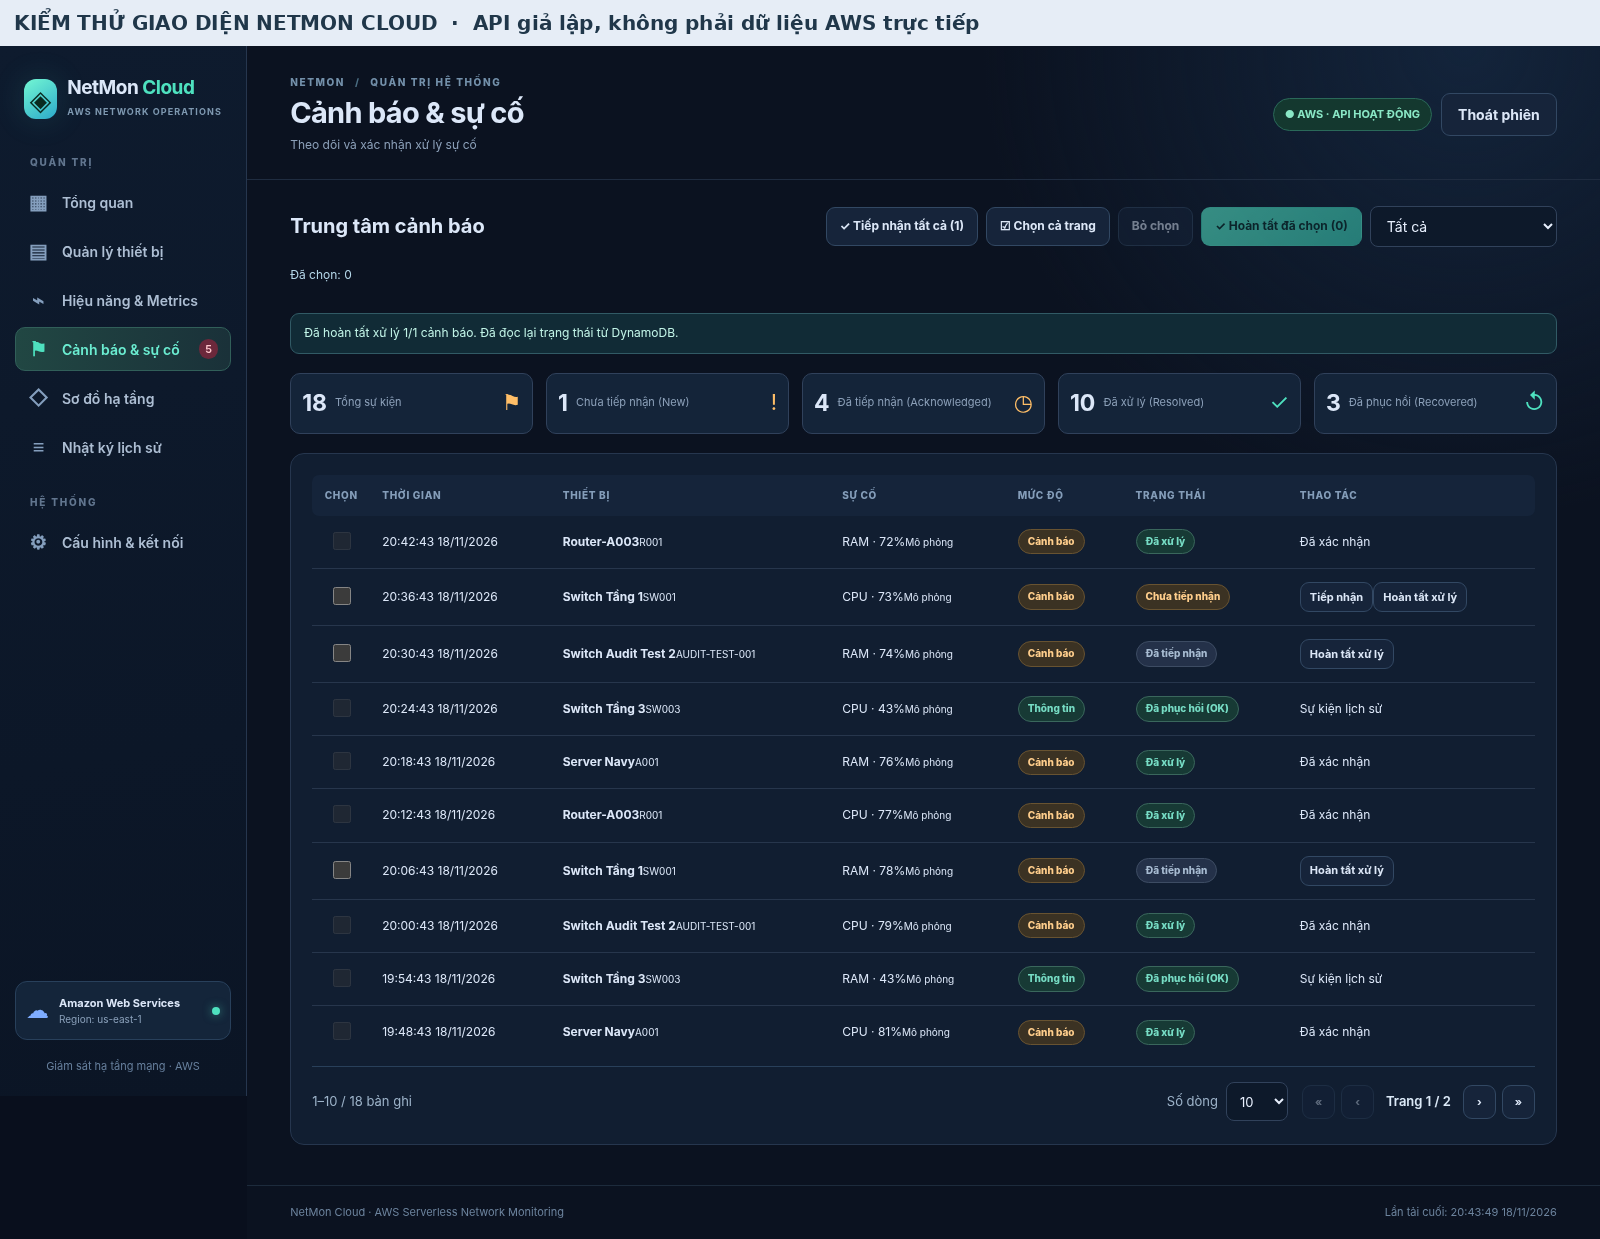 KIỂM THỬ GIAO DIỆN NETMON CLOUD · API giả lập, không phải dữ liệu AWS trực tiếp
NetMon Cloud
AWS NETWORK OPERATIONS
QUẢN TRỊ
Tổng quan
Quản lý thiết bị
Hiệu năng & Metrics
Cảnh báo & sự cố 5
Sơ đồ hạ tầng
Nhật ký lịch sử
HỆ THỐNG
Cấu hình & kết nối
Amazon Web Services
Region: us-east-1
Giám sát hạ tầng mạng · AWS
NETMON / QUẢN TRỊ HỆ THỐNG
Cảnh báo & sự cố
Theo dõi và xác nhận xử lý sự cố
AWS · API HOẠT ĐỘNG
Thoát phiên
Trung tâm cảnh báo
✓ Tiếp nhận tất cả (1)
☑ Chọn cả trang
Bỏ chọn
✓ Hoàn tất đã chọn (0)
Tất cả
Đã chọn: 0
Đã hoàn tất xử lý 1/1 cảnh báo. Đã đọc lại trạng thái từ DynamoDB.
18 Tổng sự kiện
1 Chưa tiếp nhận (New) !
4 Đã tiếp nhận (Acknowledged)
10 Đã xử lý (Resolved)
3 Đã phục hồi (Recovered)
CHỌN THỜI GIAN THIẾT BỊ SỰ CỐ MỨC ĐỘ TRẠNG THÁI THAO TÁC
20:42:43 18/11/2026 Router-A003R001 RAM · 72%Mô phỏng Cảnh báo Đã xử lý Đã xác nhận
20:36:43 18/11/2026 Switch Tầng 1SW001 CPU · 73%Mô phỏng Cảnh báo Chưa tiếp nhận Tiếp nhận Hoàn tất xử lý
20:30:43 18/11/2026 Switch Audit Test 2AUDIT-TEST-001 RAM · 74%Mô phỏng Cảnh báo Đã tiếp nhận Hoàn tất xử lý
20:24:43 18/11/2026 Switch Tầng 3SW003 CPU · 43%Mô phỏng Thông tin Đã phục hồi (OK) Sự kiện lịch sử
20:18:43 18/11/2026 Server NavyA001 RAM · 76%Mô phỏng Cảnh báo Đã xử lý Đã xác nhận
20:12:43 18/11/2026 Router-A003R001 CPU · 77%Mô phỏng Cảnh báo Đã xử lý Đã xác nhận
20:06:43 18/11/2026 Switch Tầng 1SW001 RAM · 78%Mô phỏng Cảnh báo Đã tiếp nhận Hoàn tất xử lý
20:00:43 18/11/2026 Switch Audit Test 2AUDIT-TEST-001 CPU · 79%Mô phỏng Cảnh báo Đã xử lý Đã xác nhận
19:54:43 18/11/2026 Switch Tầng 3SW003 RAM · 43%Mô phỏng Thông tin Đã phục hồi (OK) Sự kiện lịch sử
19:48:43 18/11/2026 Server NavyA001 CPU · 81%Mô phỏng Cảnh báo Đã xử lý Đã xác nhận
1–10 / 18 bản ghi
Số dòng 10 « ‹ Trang 1 / 2 › »
NetMon Cloud · AWS Serverless Network Monitoring
Lần tải cuối: 20:43:49 18/11/2026